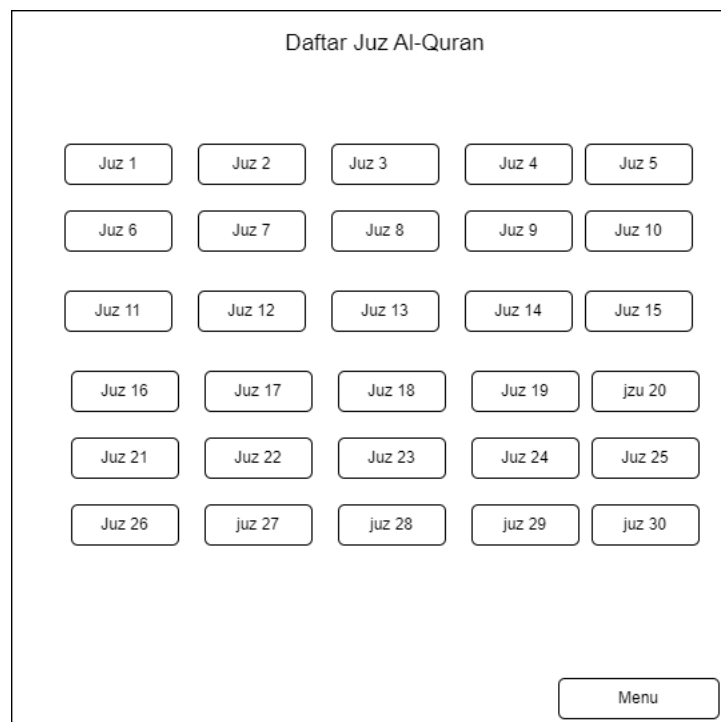 Daftar Juz Al-Quran
Juz 1 Juz 2 Juz 3 Juz 4 Juz 5
Juz 6 Juz 7 Juz 8 Juz 9 Juz 10
Juz 11 Juz 12 Juz 13 Juz 14 Juz 15
Juz 16 Juz 17 Juz 18 Juz 19 jzu 20
Juz 21 Juz 22 Juz 23 Juz 24 Juz 25
Juz 26 juz 27 juz 28 juz 29 juz 30
Menu